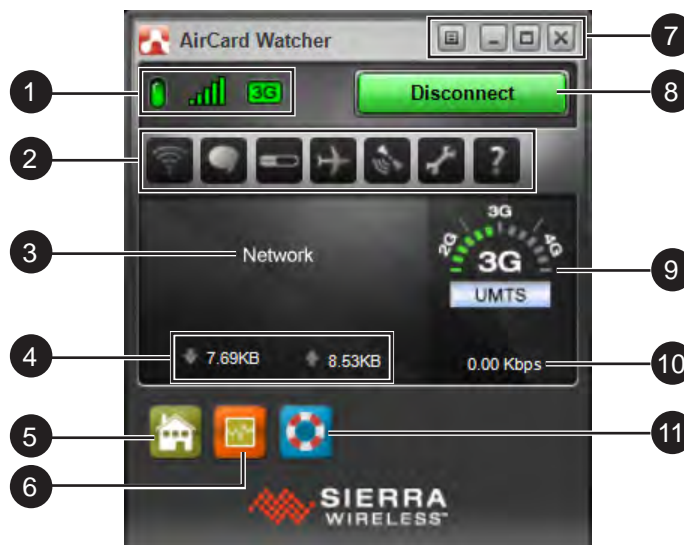 AirCard Watcher
7
1
3G
Disconnect
8
2
?
3
Network
2G
3G
4G
3G
UMTS
9
4
7.69KB
8.53KB
0.00 Kbps
10
5
11
6
SIERRA
WIRELESS™